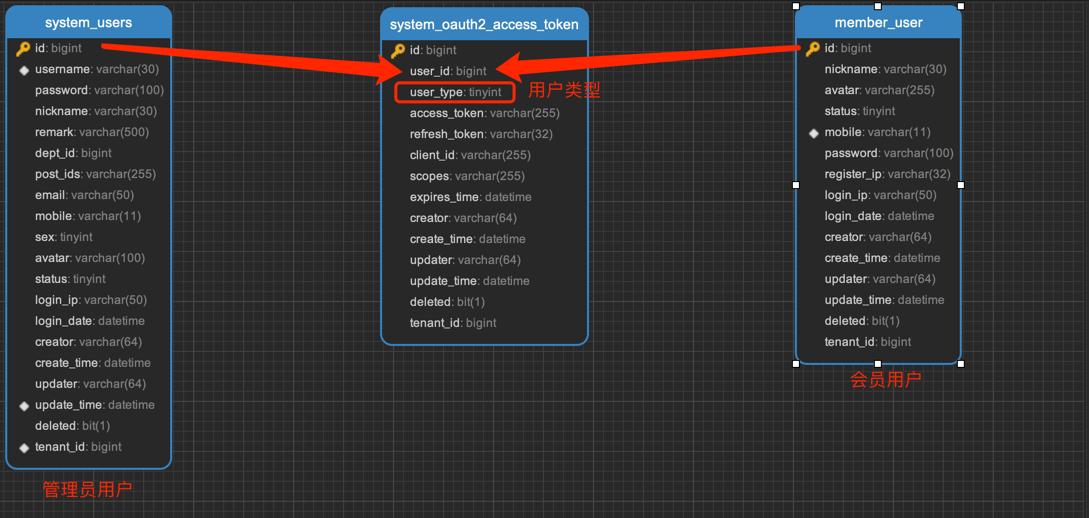 system_users
id: bigint
username: varchar(30)
password: varchar(100)
nickname: varchar(30)
remark: varchar(500)
dept_id: bigint
post_ids: varchar(255)
email: varchar(50)
mobile: varchar(11)
sex: tinyint
avatar: varchar(100)
status: tinyint
login_ip: varchar(50)
login_date: datetime
creator: varchar(64)
create_time: datetime
updater: varchar(64)
update_time: datetime
deleted: bit(1)
tenant_id: bigint
管理员用户
system_oauth2_access_token
id: bigint
user_id: bigint
user_type: tinyint
用户类型
access_token: varchar(255)
refresh_token: varchar(32)
client_id: varchar(255)
scopes: varchar(255)
expires_time: datetime
creator: varchar(64)
create_time: datetime
updater: varchar(64)
update_time: datetime
deleted: bit(1)
tenant_id: bigint
member_user
id: bigint
nickname: varchar(30)
avatar: varchar(255)
status: tinyint
mobile: varchar(11)
password: varchar(100)
register_ip: varchar(32)
login_ip: varchar(50)
login_date: datetime
creator: varchar(64)
create_time: datetime
updater: varchar(64)
update_time: datetime
deleted: bit(1)
tenant_id: bigint
会员用户